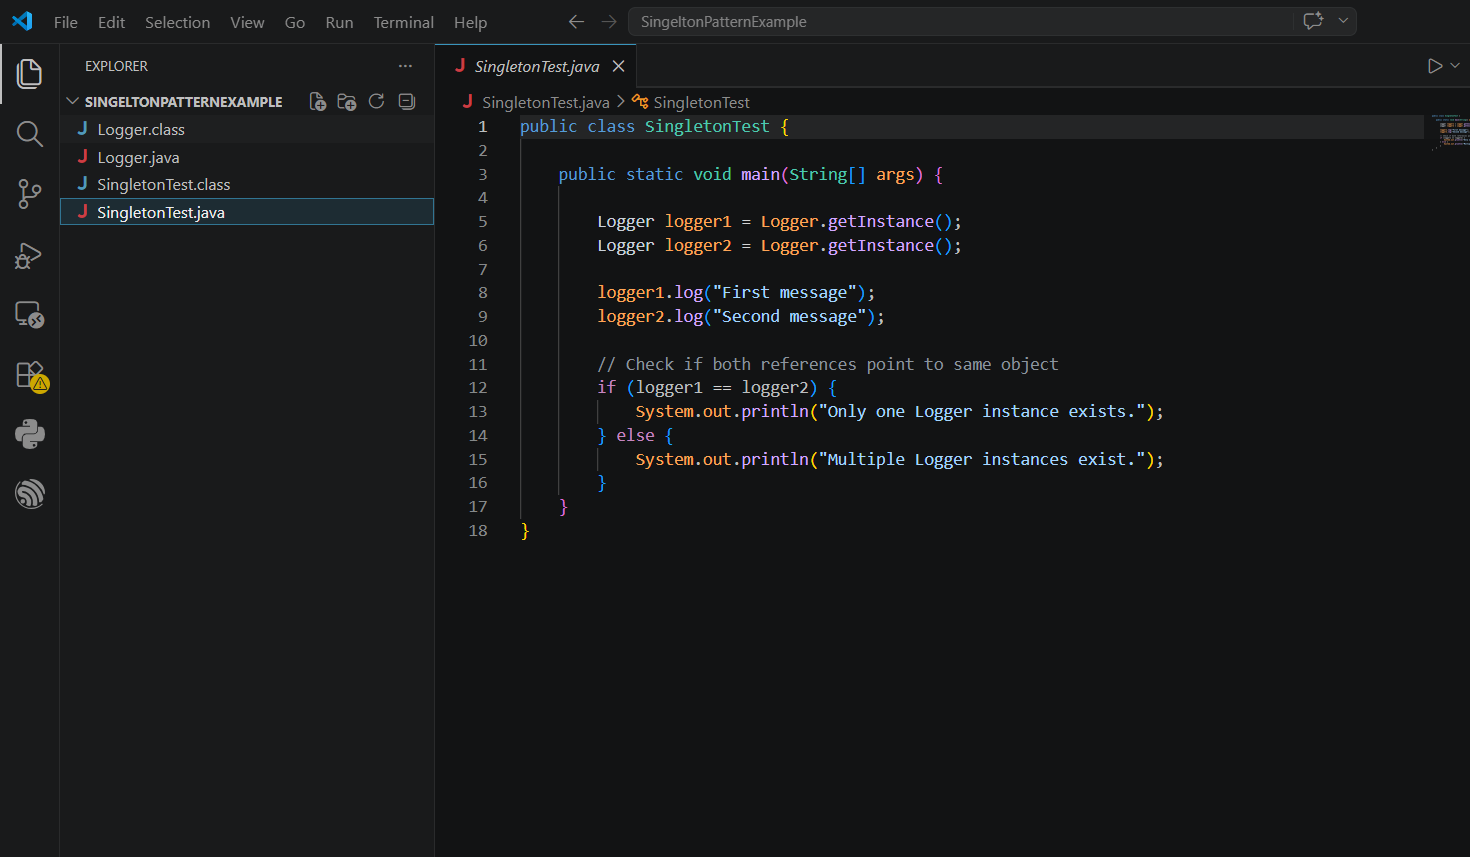 File Edit Selection View Go Run Terminal Help
SingeltonPatternExample
EXPLORER
SINGELTONPATTERNEXAMPLE
J Logger.class
J Logger.java
J SingletonTest.class
J SingletonTest.java
J SingletonTest.java
J SingletonTest.java > SingletonTest
1 public class SingletonTest {
2
3 public static void main(String[] args) {
4
5 Logger logger1 = Logger.getInstance();
6 Logger logger2 = Logger.getInstance();
7
8 logger1.log("First message");
9 logger2.log("Second message");
10
11 // Check if both references point to same object
12 if (logger1 == logger2) {
13 System.out.println("Only one Logger instance exists.");
14 } else {
15 System.out.println("Multiple Logger instances exist.");
16 }
17 }
18 }